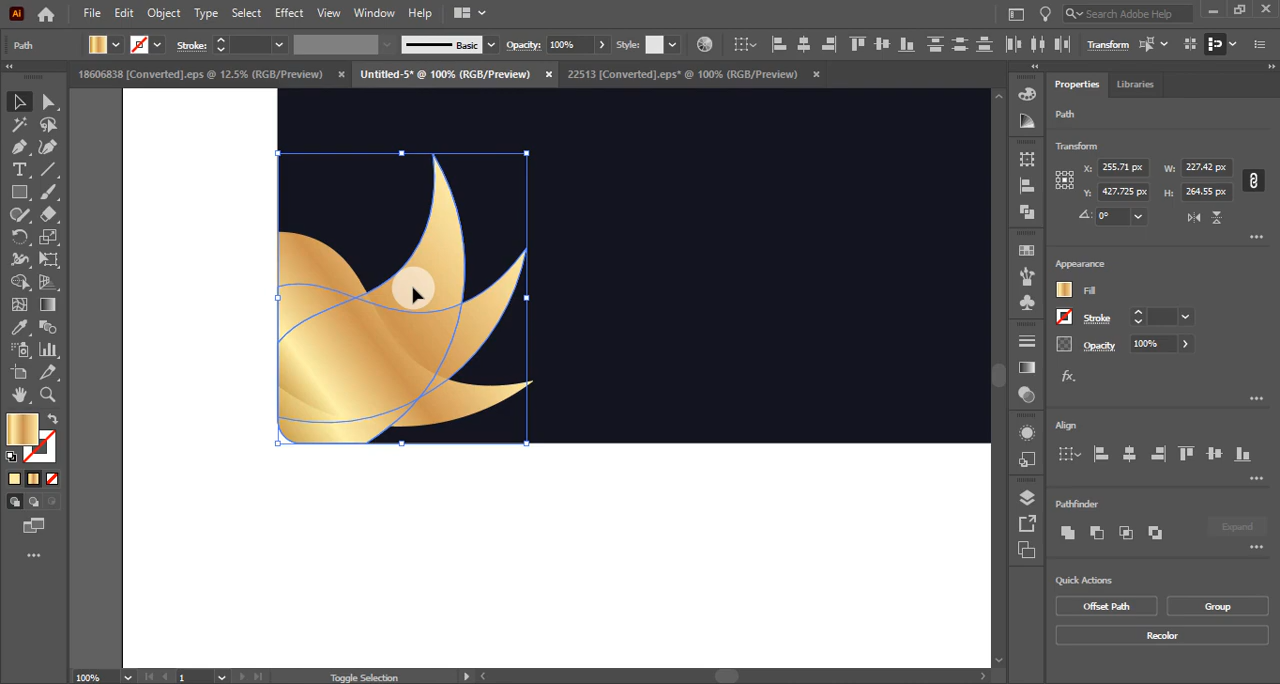 Ai File Edit Object Type Select Effect View Window Help Search Adobe Help
Path Stroke: Basic Opacity: 100% Style: Transform
18606838 [Converted].eps @ 12.5% (RGB/Preview) × Untitled-5* @ 100% (RGB/Preview) × 22513 [Converted].eps* @ 100% (RGB/Preview) ×
Properties Libraries
Path
Transform
X: 255.71 px W: 227.42 px
Y: 427.725 px H: 264.55 px
0°
Appearance
Fill
Stroke
Opacity 100%
fx.
Align
Pathfinder
Expand
Quick Actions
Offset Path Group
Recolor
100% 1 Toggle Selection